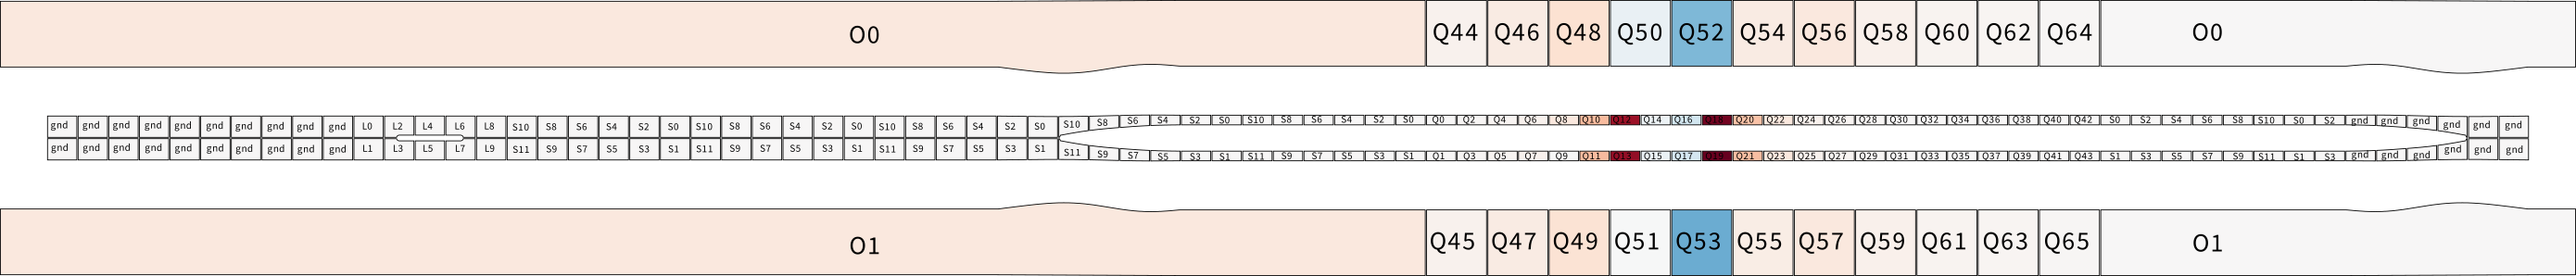 O0 Q44 Q46 Q48 Q50 Q52 Q54 Q56 Q58 Q60 Q62 Q64 O0
gnd gnd gnd gnd gnd gnd gnd gnd gnd gnd L0 L2 L4 L6 L8 S10 S8 S6 S4 S2 S0 S10 S8 S6 S4 S2 S0 S10 S8 S6 S4 S2 S0 S10 S8 S6 S4 S2 S0 S10 S8 S6 S4 S2 S0 Q0 Q2 Q4 Q6 Q8 Q10 Q12 Q14 Q16 Q18 Q20 Q22 Q24 Q26 Q28 Q30 Q32 Q34 Q36 Q38 Q40 Q42 S0 S2 S4 S6 S8 S10 S0 S2 gnd gnd gnd gnd gnd gnd
gnd gnd gnd gnd gnd gnd gnd gnd gnd gnd L1 L3 L5 L7 L9 S11 S9 S7 S5 S3 S1 S11 S9 S7 S5 S3 S1 S11 S9 S7 S5 S3 S1 S11 S9 S7 S5 S3 S1 S11 S9 S7 S5 S3 S1 Q1 Q3 Q5 Q7 Q9 Q11 Q13 Q15 Q17 Q19 Q21 Q23 Q25 Q27 Q29 Q31 Q33 Q35 Q37 Q39 Q41 Q43 S1 S3 S5 S7 S9 S11 S1 S3 gnd gnd gnd gnd gnd gnd
O1 Q45 Q47 Q49 Q51 Q53 Q55 Q57 Q59 Q61 Q63 Q65 O1